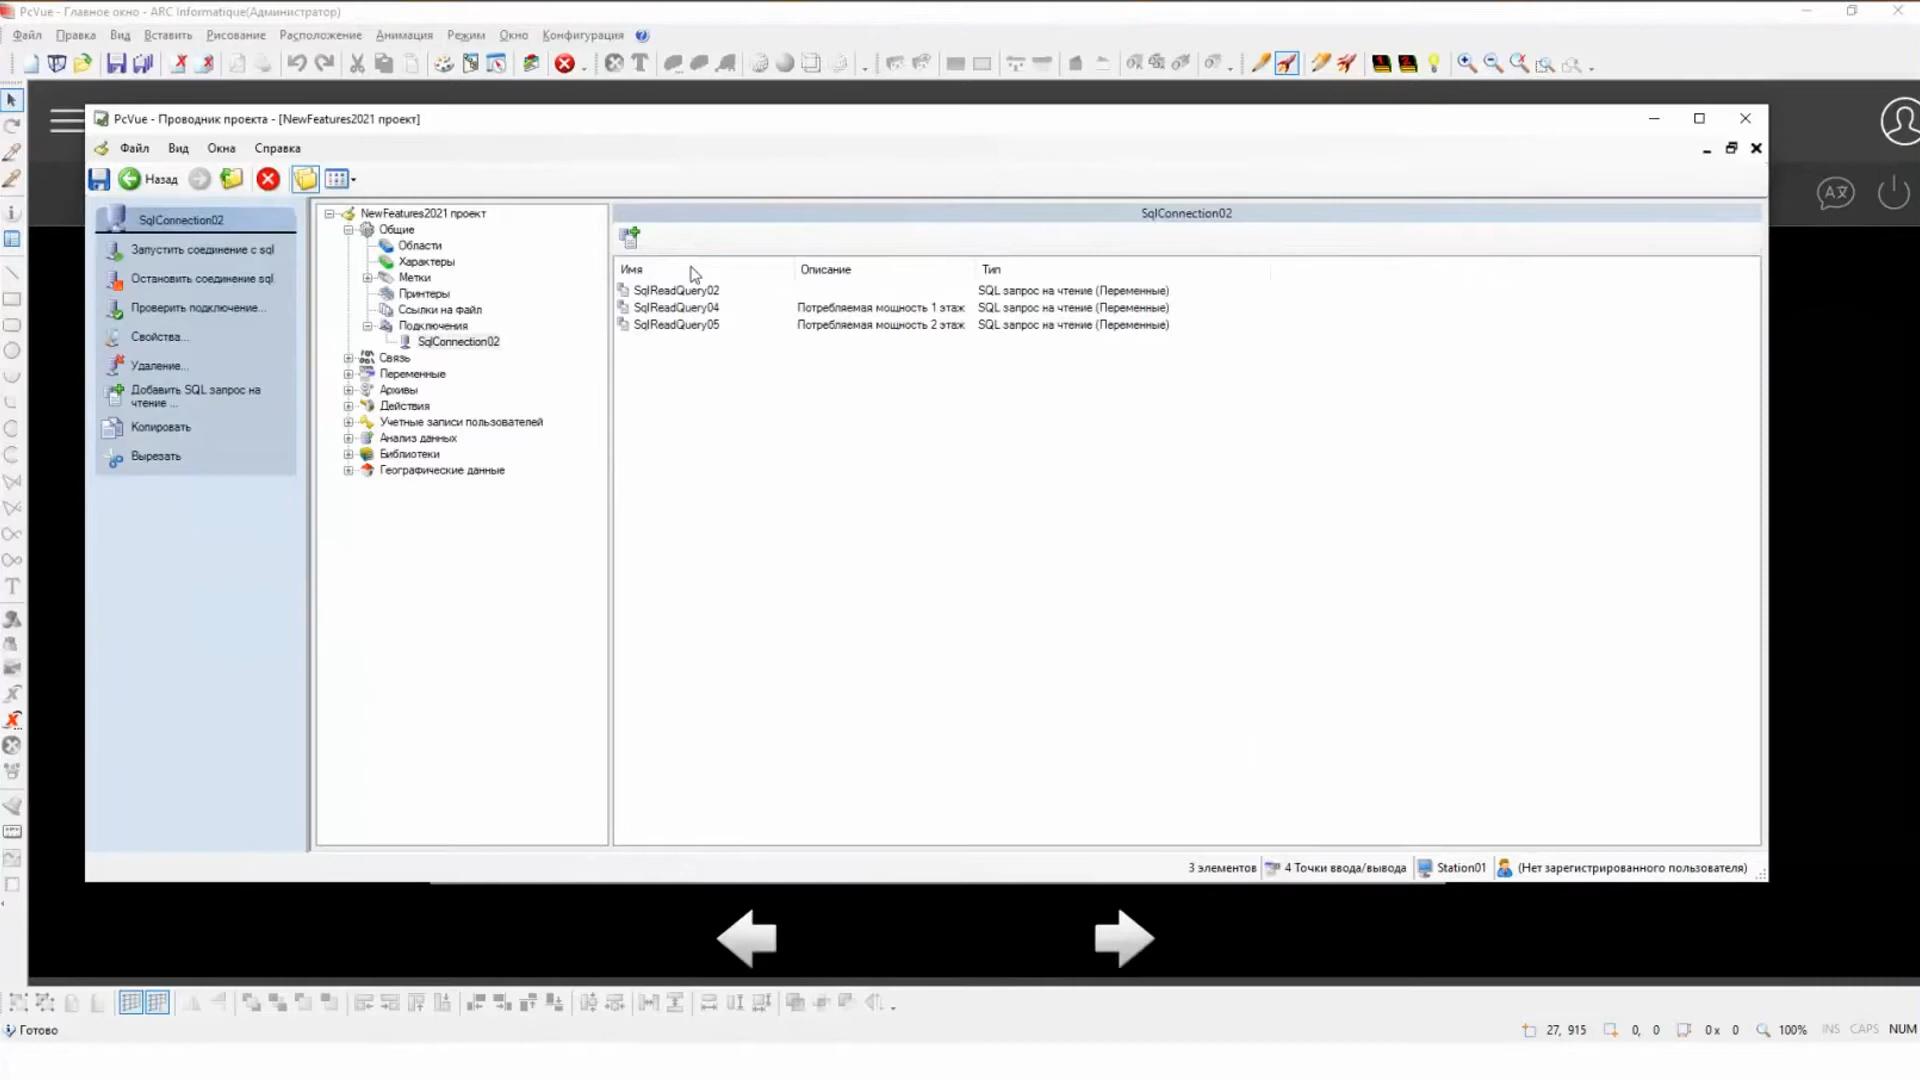 PcVue - Главное окно - ARC Informatique(Администратор)
Файл Правка Вид Вставить Рисование Расположение Анимация Режим Окно Конфигурация
PcVue - Проводник проекта - [NewFeatures2021 проект]
Файл Вид Окна Справка
Назад
SqlConnection02
Запустить соединение с sql
Остановить соединение sql
Проверить подключение...
Свойства...
Удаление...
Добавить SQL запрос на
чтение ...
Копировать
Вырезать
NewFeatures2021 проект
Общие
Области
Характеры
Метки
Принтеры
Ссылки на файл
Подключения
SqlConnection02
Связь
Переменные
Архивы
Действия
Учетные записи пользователей
Анализ данных
Библиотеки
Географические данные
SqlConnection02
Имя Описание Тип
SqlReadQuery02 SQL запрос на чтение (Переменные)
SqlReadQuery04 Потребляемая мощность 1 этаж SQL запрос на чтение (Переменные)
SqlReadQuery05 Потребляемая мощность 2 этаж SQL запрос на чтение (Переменные)
3 элементов 4 Точки ввода/вывода Station01 (Нет зарегистрированного пользователя)
Готово 27, 915 0, 0 0 x 0 100% INS CAPS NUM